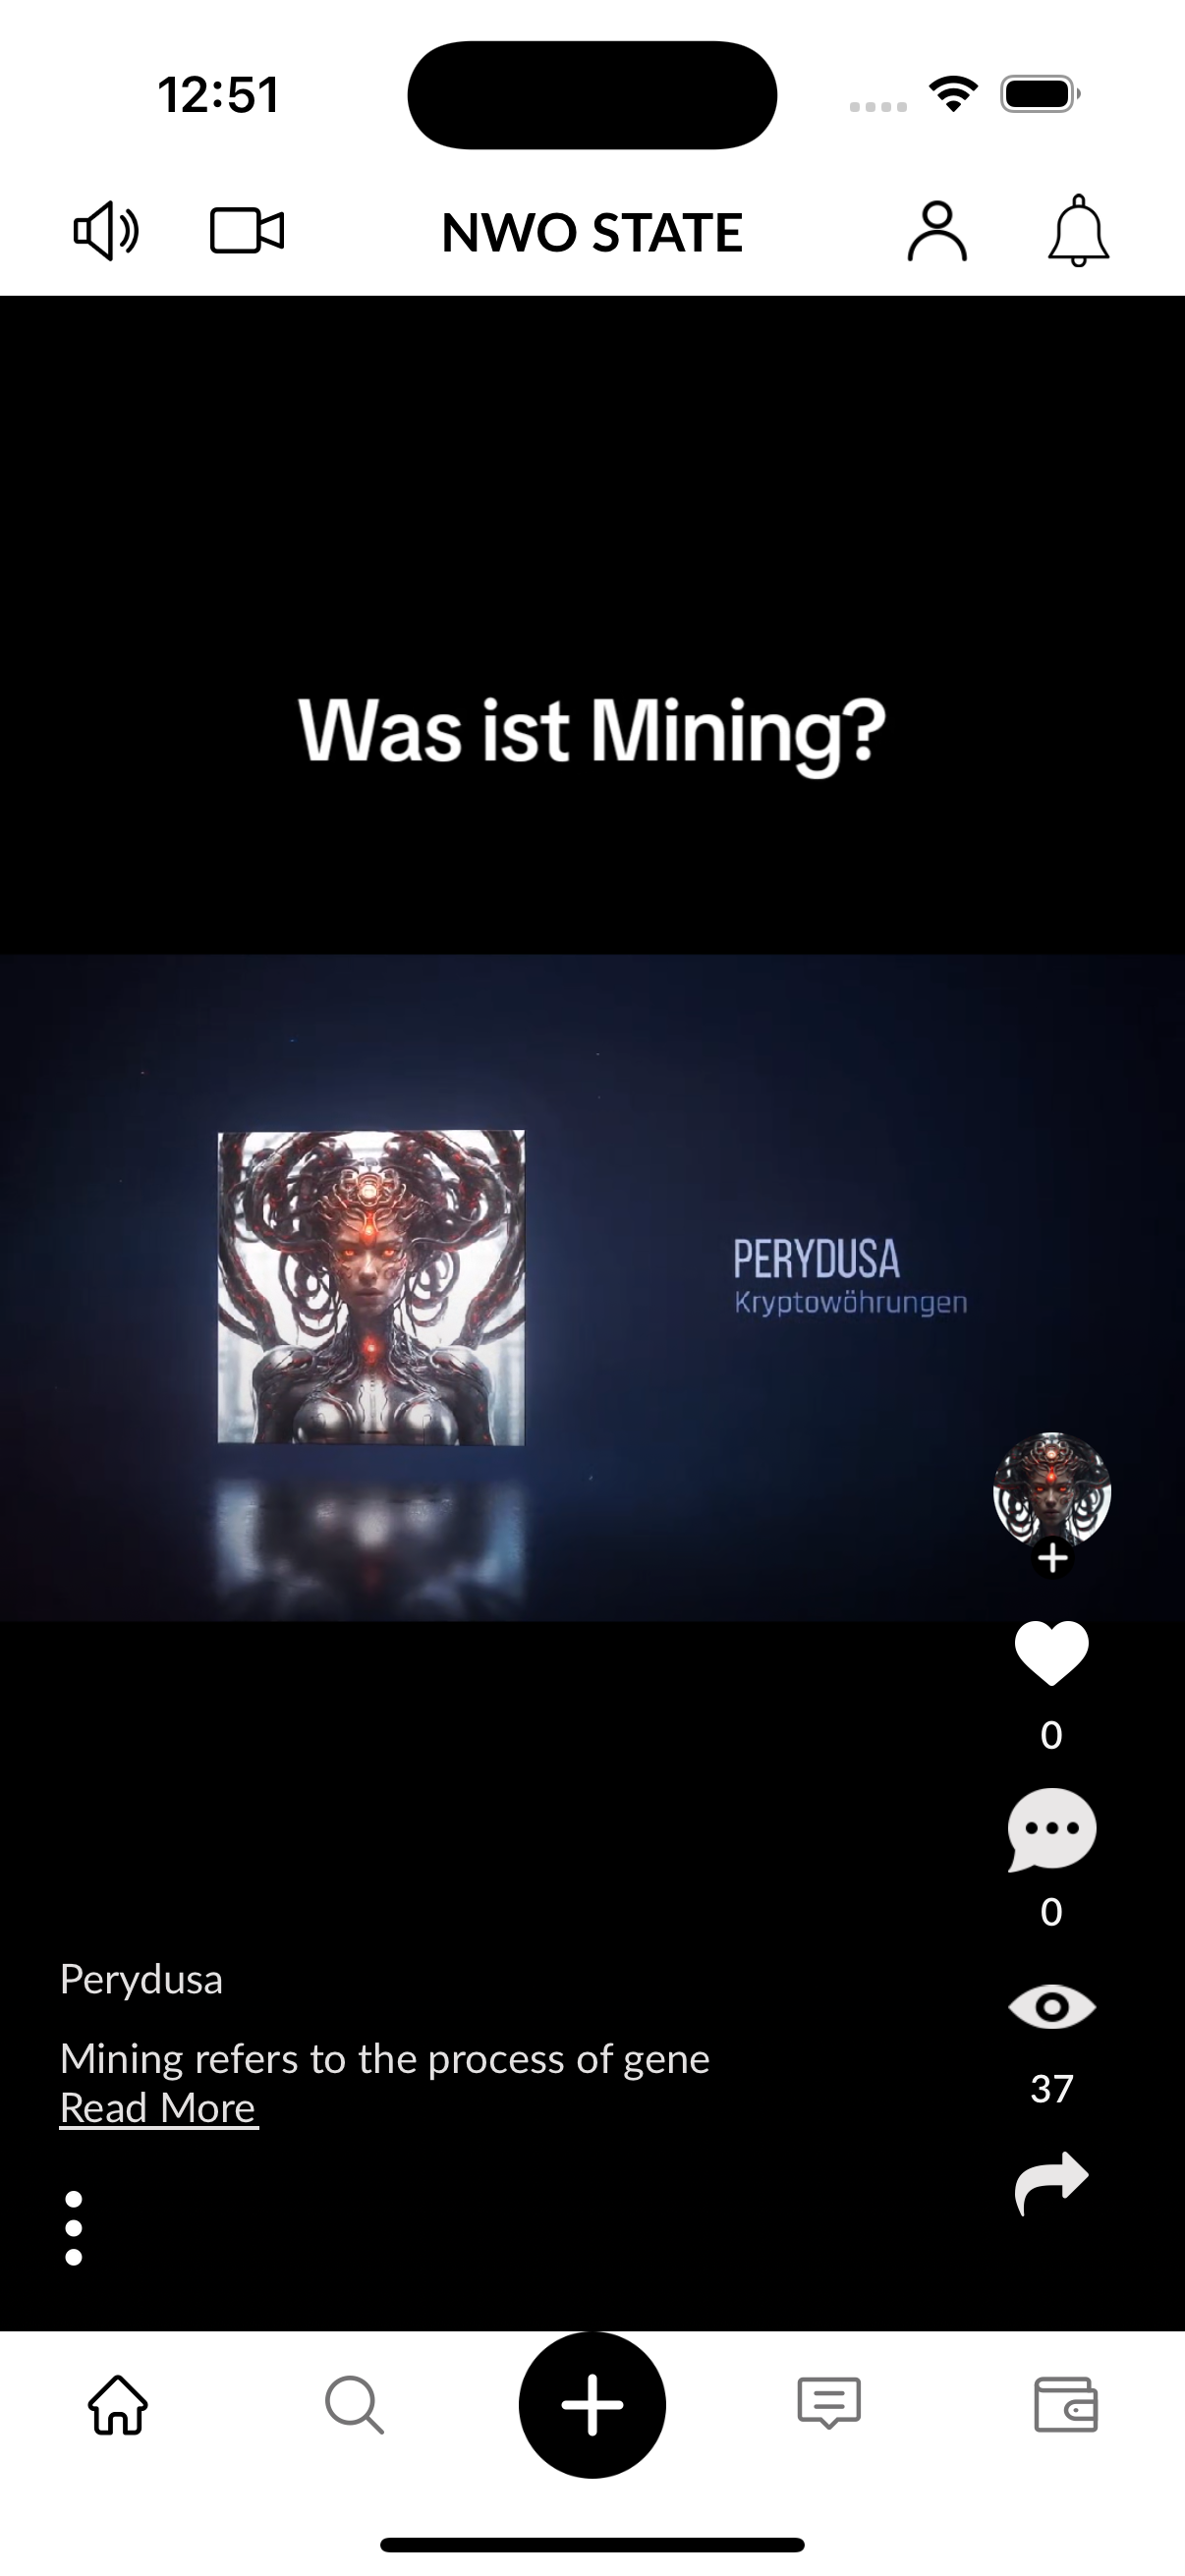 12:51
NWO STATE
Was ist Mining?
PERYDUSA
Kryptowöhrungen
0
0
Perydusa
Mining refers to the process of gene
Read More
37